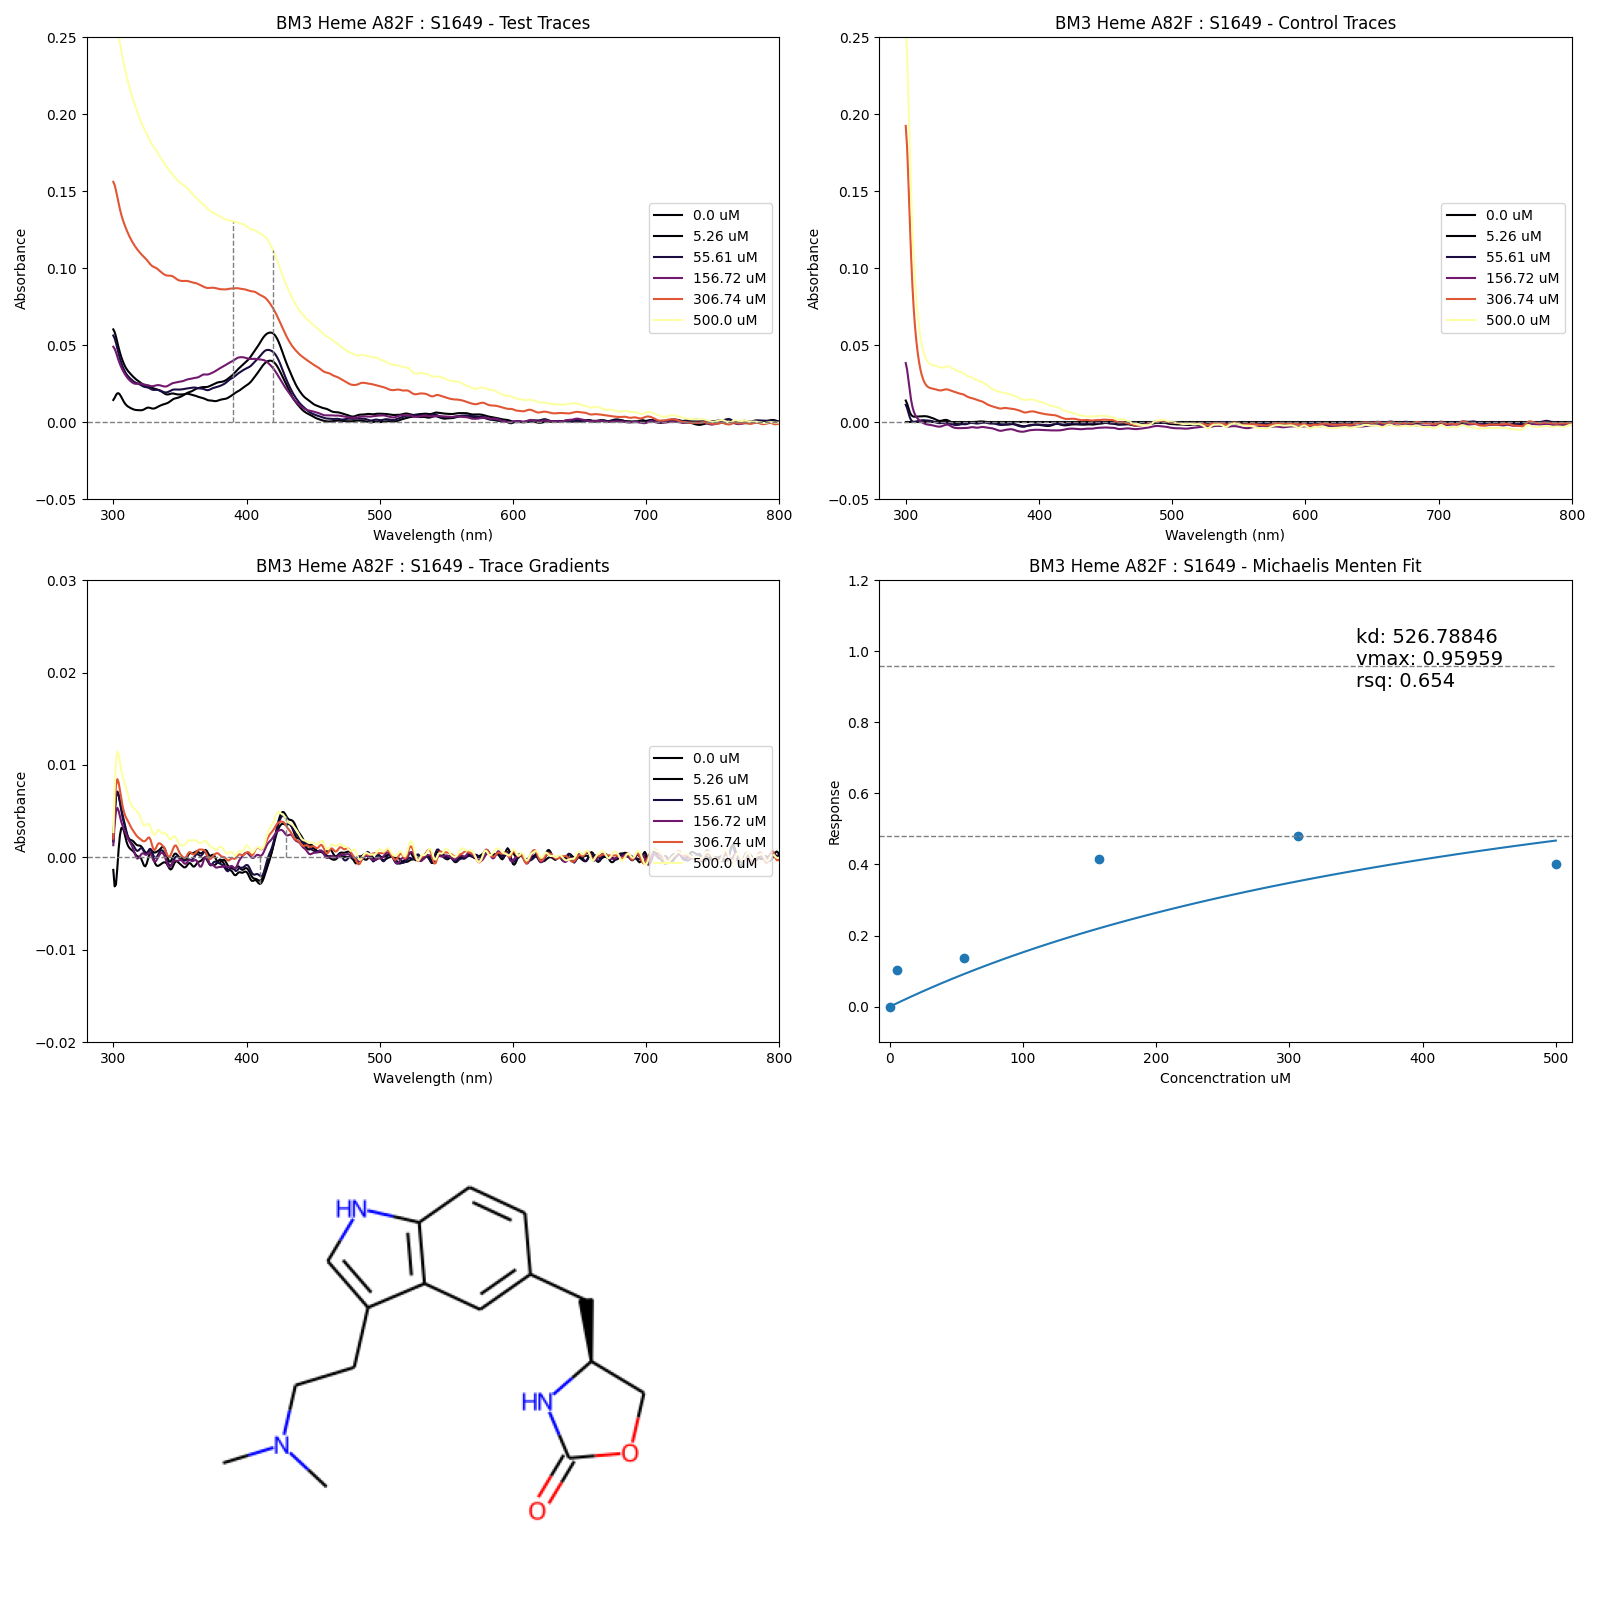 BM3 Heme A82F : S1649 - Test Traces
0.25
0.20
0.15
0.10
0.05
0.00
−0.05
Absorbance
300
400
500
600
700
800
Wavelength (nm)
0.0 uM
5.26 uM
55.61 uM
156.72 uM
306.74 uM
500.0 uM
BM3 Heme A82F : S1649 - Control Traces
0.25
0.20
0.15
0.10
0.05
0.00
−0.05
Absorbance
300
400
500
600
700
800
Wavelength (nm)
0.0 uM
5.26 uM
55.61 uM
156.72 uM
306.74 uM
500.0 uM
BM3 Heme A82F : S1649 - Trace Gradients
0.03
0.02
0.01
0.00
−0.01
−0.02
Absorbance
300
400
500
600
700
800
Wavelength (nm)
0.0 uM
5.26 uM
55.61 uM
156.72 uM
306.74 uM
500.0 uM
BM3 Heme A82F : S1649 - Michaelis Menten Fit
1.2
1.0
0.8
0.6
0.4
0.2
0.0
Response
kd: 526.78846
vmax: 0.95959
rsq: 0.654
0
100
200
300
400
500
Concenctration uM
HN
HN
N
O
O